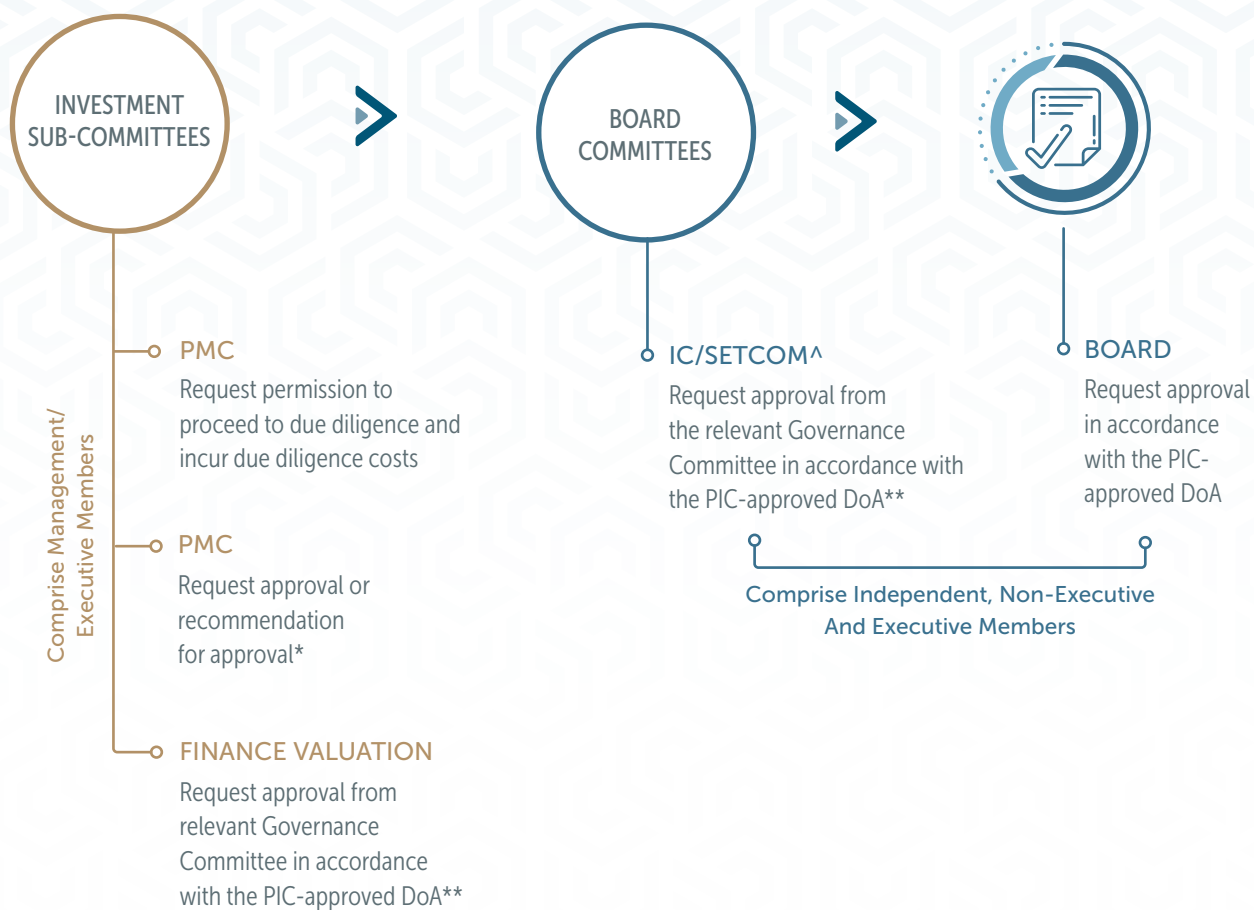 INVESTMENT
SUB-COMMITTEES
BOARD
COMMITTEES
Comprise Management/
Executive Members
PMC
Request permission to
proceed to due diligence and
incur due diligence costs
PMC
Request approval or
recommendation
for approval*
FINANCE VALUATION
Request approval from
relevant Governance
Committee in accordance
with the PIC-approved DoA**
IC/SETCOM^
Request approval from
the relevant Governance
Committee in accordance with
the PIC-approved DoA**
BOARD
Request approval
in accordance
with the PIC-
approved DoA
Comprise Independent, Non-Executive
And Executive Members